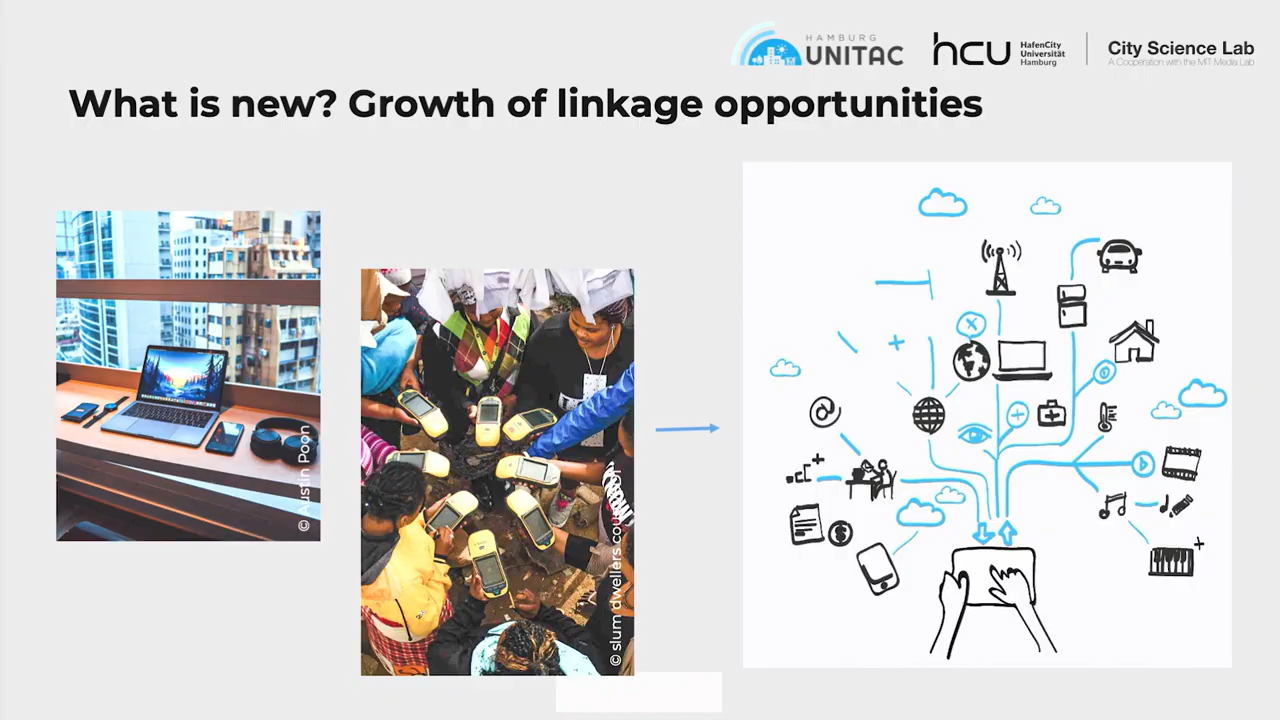 HAMBURG
UNITAC
hcu
HafenCity
Universität
Hamburg
City Science Lab
A Cooperation with the MIT Media Lab
What is new? Growth of linkage opportunities
© Austin Poon
© slum dwellers